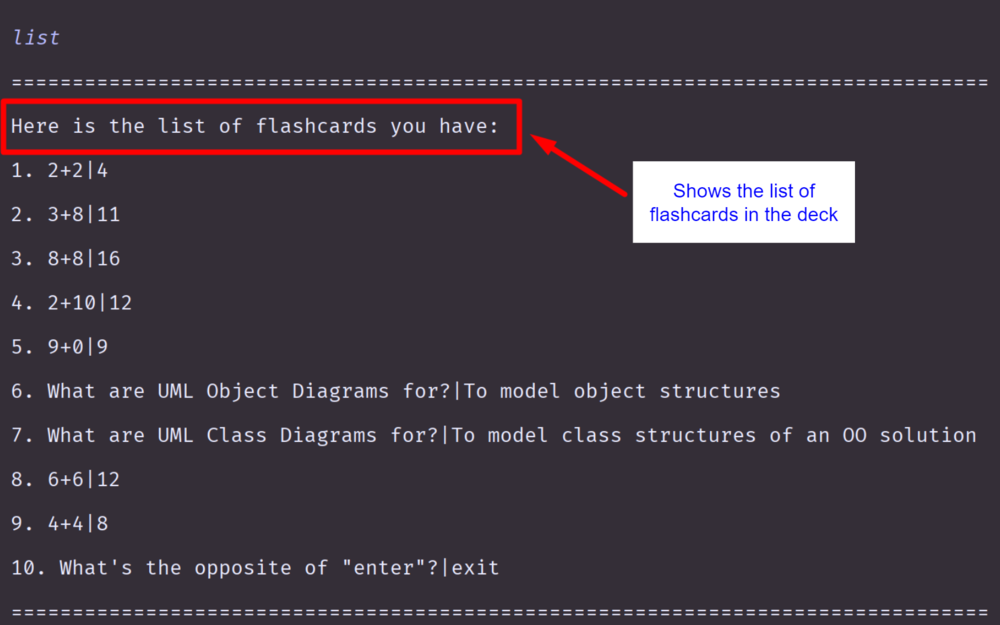 list
================================================================================
Here is the list of flashcards you have:
1. 2+2|4
2. 3+8|11
Shows the list of
flashcards in the deck
3. 8+8|16
4. 2+10|12
5. 9+0|9
6. What are UML Object Diagrams for?|To model object structures
7. What are UML Class Diagrams for?|To model class structures of an OO solution
8. 6+6|12
9. 4+4|8
10. What's the opposite of "enter"?|exit
================================================================================